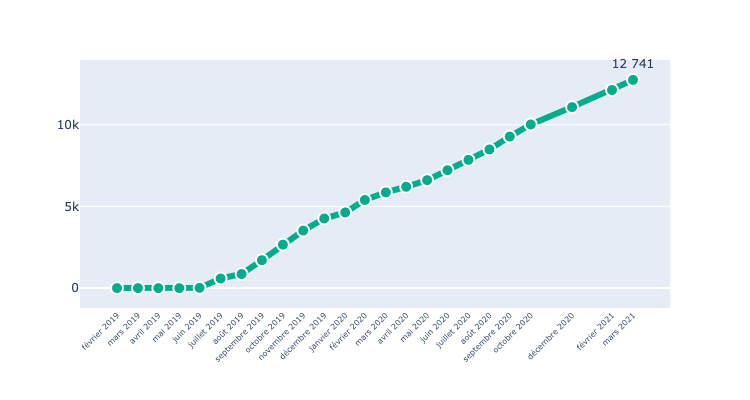 12 741
10k
5k
0
février 2019
mars 2019
avril 2019
mai 2019
juin 2019
juillet 2019
août 2019
septembre 2019
octobre 2019
novembre 2019
décembre 2019
janvier 2020
février 2020
mars 2020
avril 2020
mai 2020
juin 2020
juillet 2020
août 2020
septembre 2020
octobre 2020
décembre 2020
février 2021
mars 2021